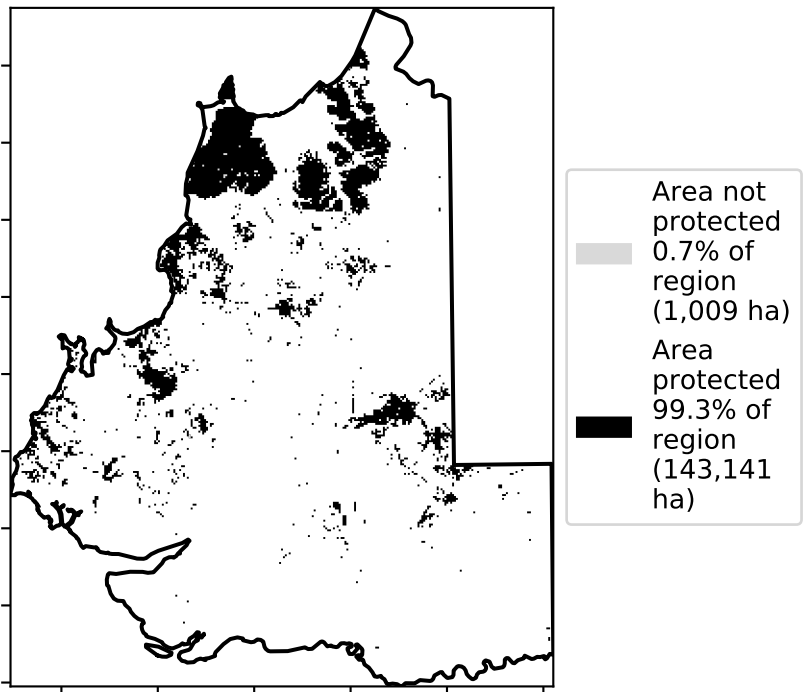 Area not
protected
0.7% of
region
(1,009 ha)
Area
protected
99.3% of
region
(143,141
ha)